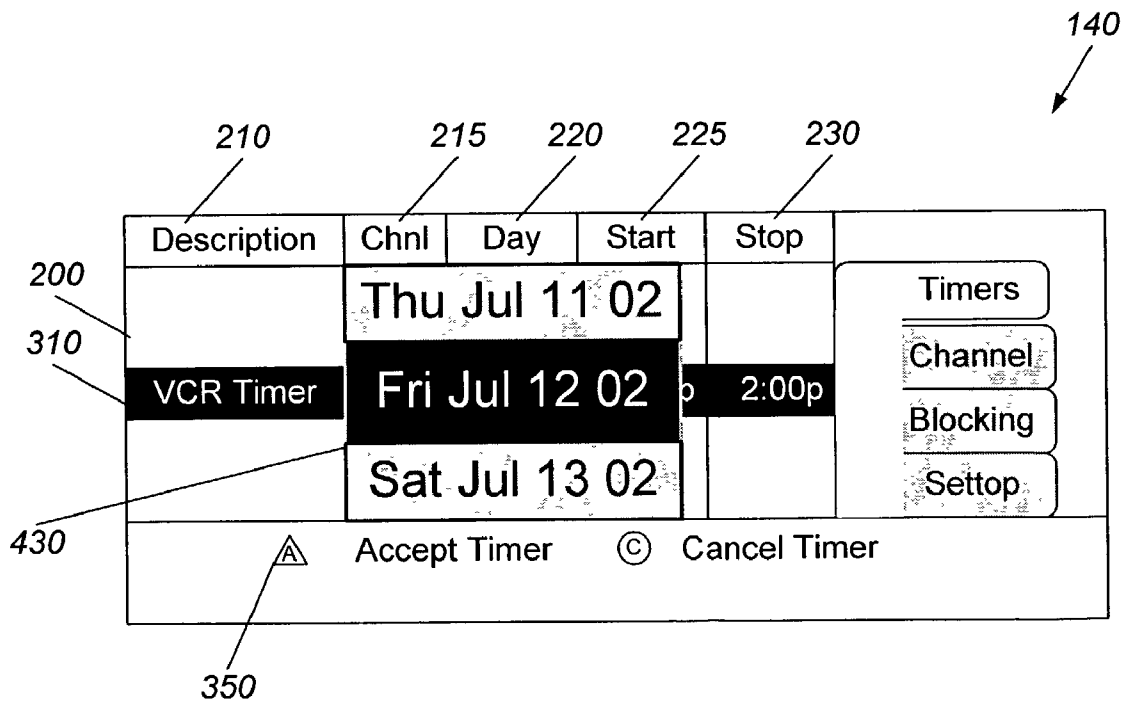 140
210 215 220 225 230
Description Chnl Day Start Stop
200
Thu Jul 11 02
Timers
310
Channel
VCR Timer Fri Jul 12 02 p 2:00p
Blocking
Sat Jul 13 02
Settop
430
A Accept Timer C Cancel Timer
350